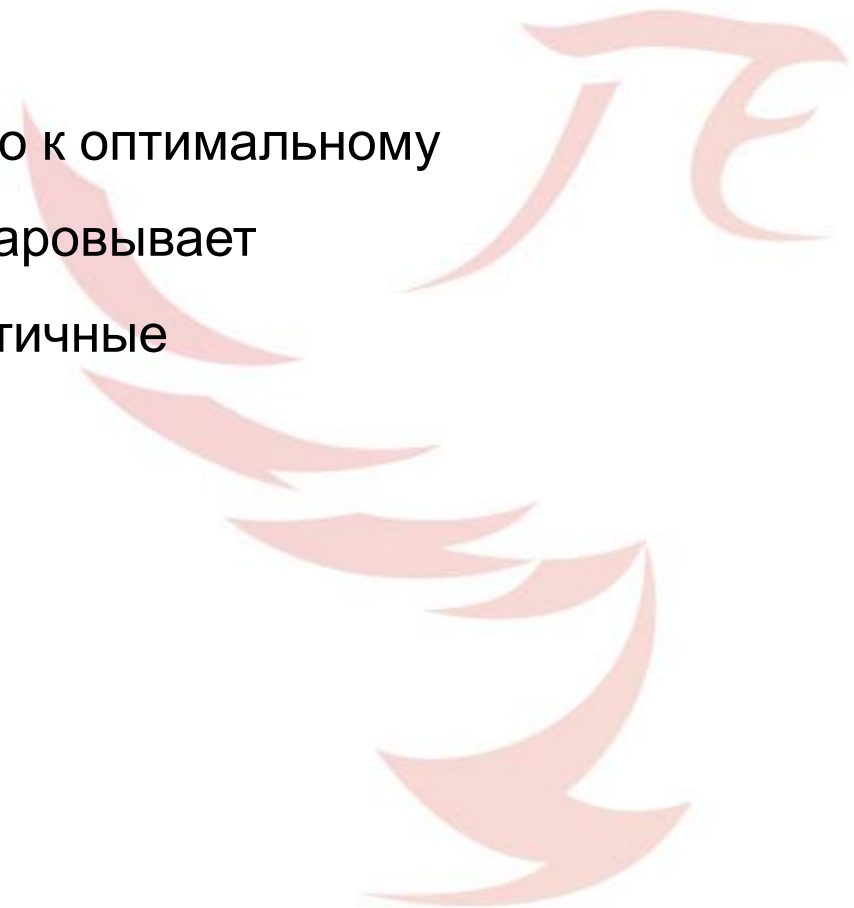 о к оптимальному
аровывает
тичные